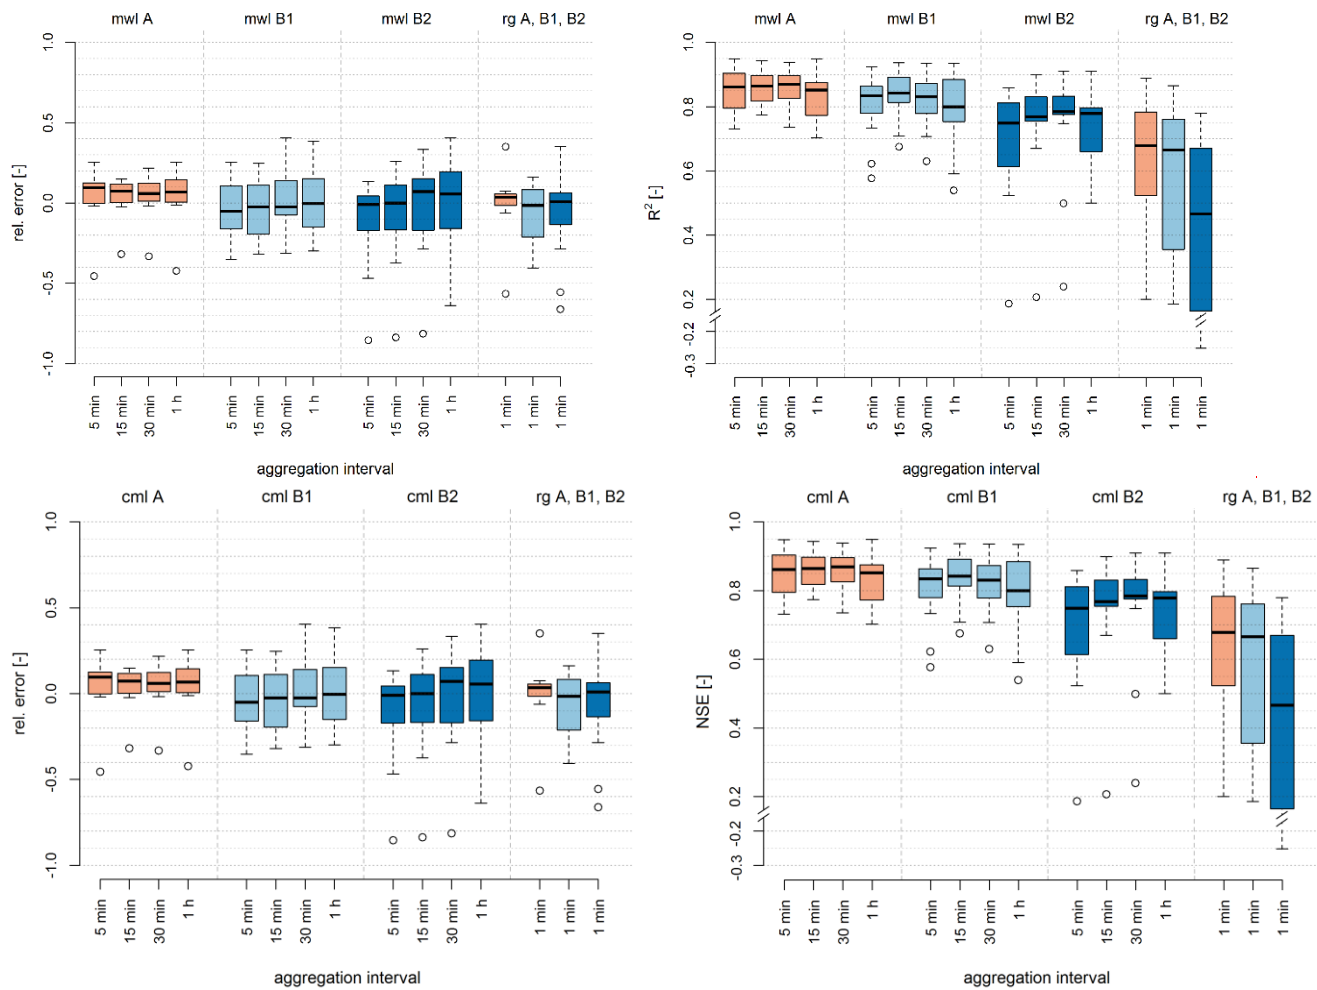 mwl A mwl B1 mwl B2 rg A, B1, B2
1.0
0.5
0.0
-0.5
-1.0
rel. error [-]
5 min 15 min 30 min 1 h 5 min 15 min 30 min 1 h 5 min 15 min 30 min 1 h 1 min 1 min 1 min
aggregation interval
mwl A mwl B1 mwl B2 rg A, B1, B2
1.0
0.8
0.6
0.4
0.2
-0.2
-0.3
R² [-]
5 min 15 min 30 min 1 h 5 min 15 min 30 min 1 h 5 min 15 min 30 min 1 h 1 min 1 min 1 min
aggregation interval
cml A cml B1 cml B2 rg A, B1, B2
1.0
0.5
0.0
-0.5
-1.0
rel. error [-]
5 min 15 min 30 min 1 h 5 min 15 min 30 min 1 h 5 min 15 min 30 min 1 h 1 min 1 min 1 min
aggregation interval
cml A cml B1 cml B2 rg A, B1, B2
1.0
0.8
0.6
0.4
0.2
-0.2
-0.3
NSE [-]
5 min 15 min 30 min 1 h 5 min 15 min 30 min 1 h 5 min 15 min 30 min 1 h 1 min 1 min 1 min
aggregation interval